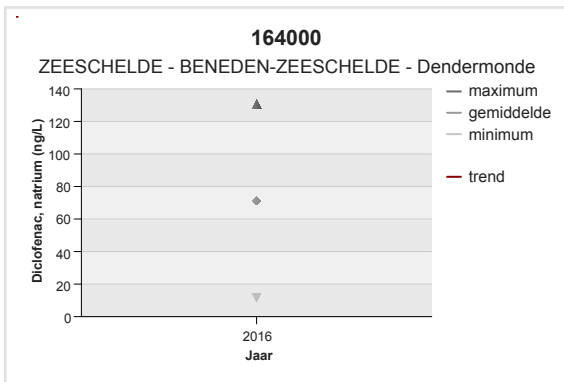 164000
ZEESCHELDE - BENEDEN-ZEESCHELDE - Dendermonde
Diclofenac, natrium (ng/L)
140
120
100
80
60
40
20
0
2016
Jaar
maximum
gemiddelde
minimum
trend